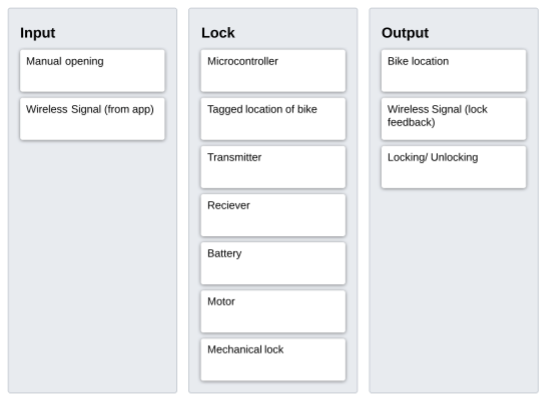 Input
Manual opening
Wireless Signal (from app)
Lock
Microcontroller
Tagged location of bike
Transmitter
Reciever
Battery
Motor
Mechanical lock
Output
Bike location
Wireless Signal (lock
feedback)
Locking/ Unlocking